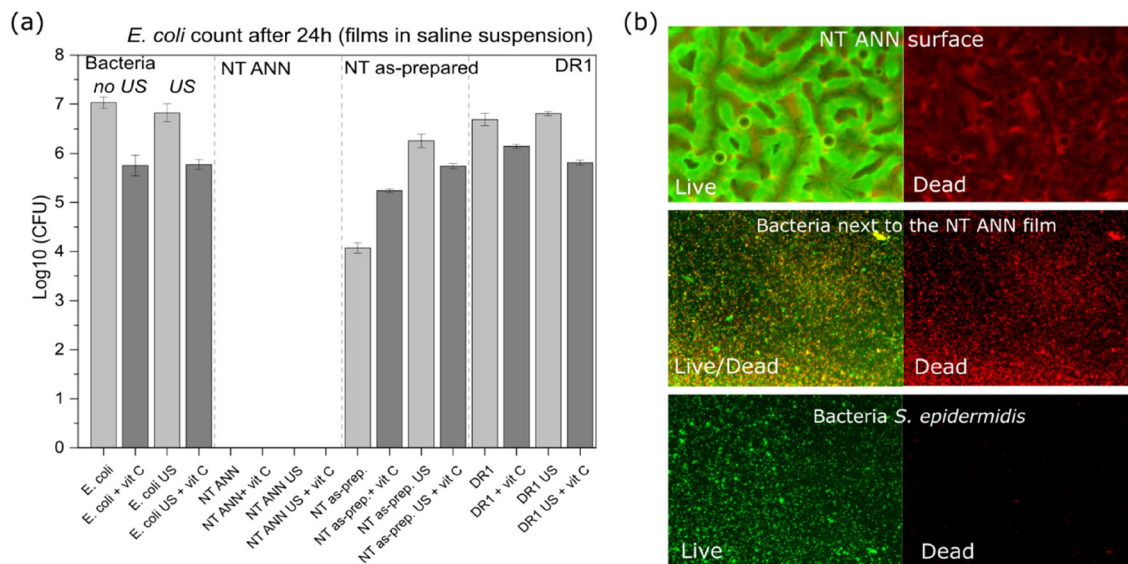 (a)
E. coli count after 24h (films in saline suspension)
Bacteria
no US
US
NT ANN
NT as-prepared
DR1
Log10 (CFU)
8
7
6
5
4
3
2
1
0
E. coli
E. coli + vit C
E. coli US
E. coli US + vit C
NT ANN
NT ANN+ vit C
NT ANN US
NT ANN US + vit C
NT as-prep.
NT as-prep.+ vit C
NT as-prep. US
NT as-prep. US + vit C
DR1
DR1 + vit C
DR1 US
DR1 US + vit C
(b)
NT ANN surface
Live
Dead
Bacteria next to the NT ANN film
Live/Dead
Dead
Bacteria S. epidermidis
Live
Dead